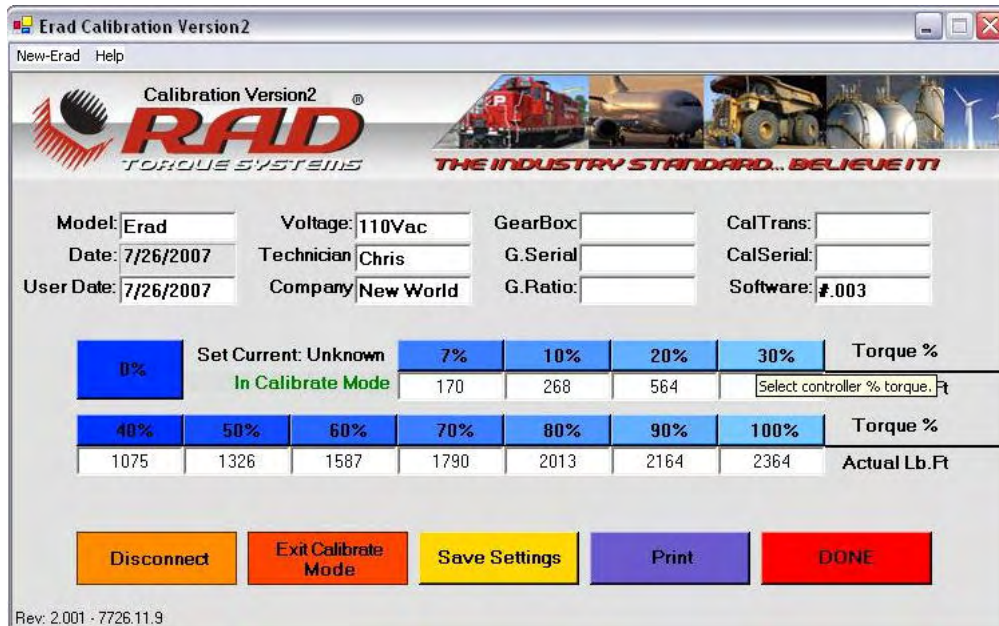 Erad Calibration Version2
New-Erad Help
Calibration Version2
RAD ®
TORQUE SYSTEMS
THE INDUSTRY STANDARD... BELIEVE IT!
Model: Erad Voltage: 110Vac GearBox: CalTrans:
Date: 7/26/2007 Technician Chris G.Serial CalSerial:
User Date: 7/26/2007 Company New World G.Ratio: Software: #.003
0% Set Current: Unknown 7% 10% 20% 30% Torque %
In Calibrate Mode 170 268 564 Select controller % torque. Ft
40% 50% 60% 70% 80% 90% 100% Torque %
1075 1326 1587 1790 2013 2164 2364 Actual Lb.Ft
Disconnect Exit Calibrate Mode Save Settings Print DONE
Rev: 2.001 - 7726.11.9